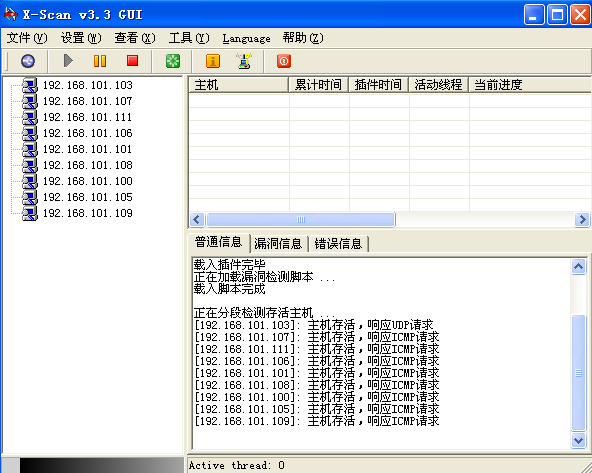 X-Scan v3.3 GUI
文件(V) 设置(W) 查看(X) 工具(Y) Language 帮助(Z)
192.168.101.103
192.168.101.107
192.168.101.111
192.168.101.106
192.168.101.101
192.168.101.108
192.168.101.100
192.168.101.105
192.168.101.109
主机 累计时间 插件时间 活动线程 当前进度
普通信息 漏洞信息 错误信息
载入插件完毕
正在加载漏洞检测脚本 ...
载入脚本完成
正在分段检测存活主机 ...
[192.168.101.103]: 主机存活，响应UDP请求
[192.168.101.107]: 主机存活，响应ICMP请求
[192.168.101.111]: 主机存活，响应ICMP请求
[192.168.101.106]: 主机存活，响应ICMP请求
[192.168.101.101]: 主机存活，响应ICMP请求
[192.168.101.108]: 主机存活，响应ICMP请求
[192.168.101.100]: 主机存活，响应ICMP请求
[192.168.101.105]: 主机存活，响应ICMP请求
[192.168.101.109]: 主机存活，响应ICMP请求
Active thread: 0